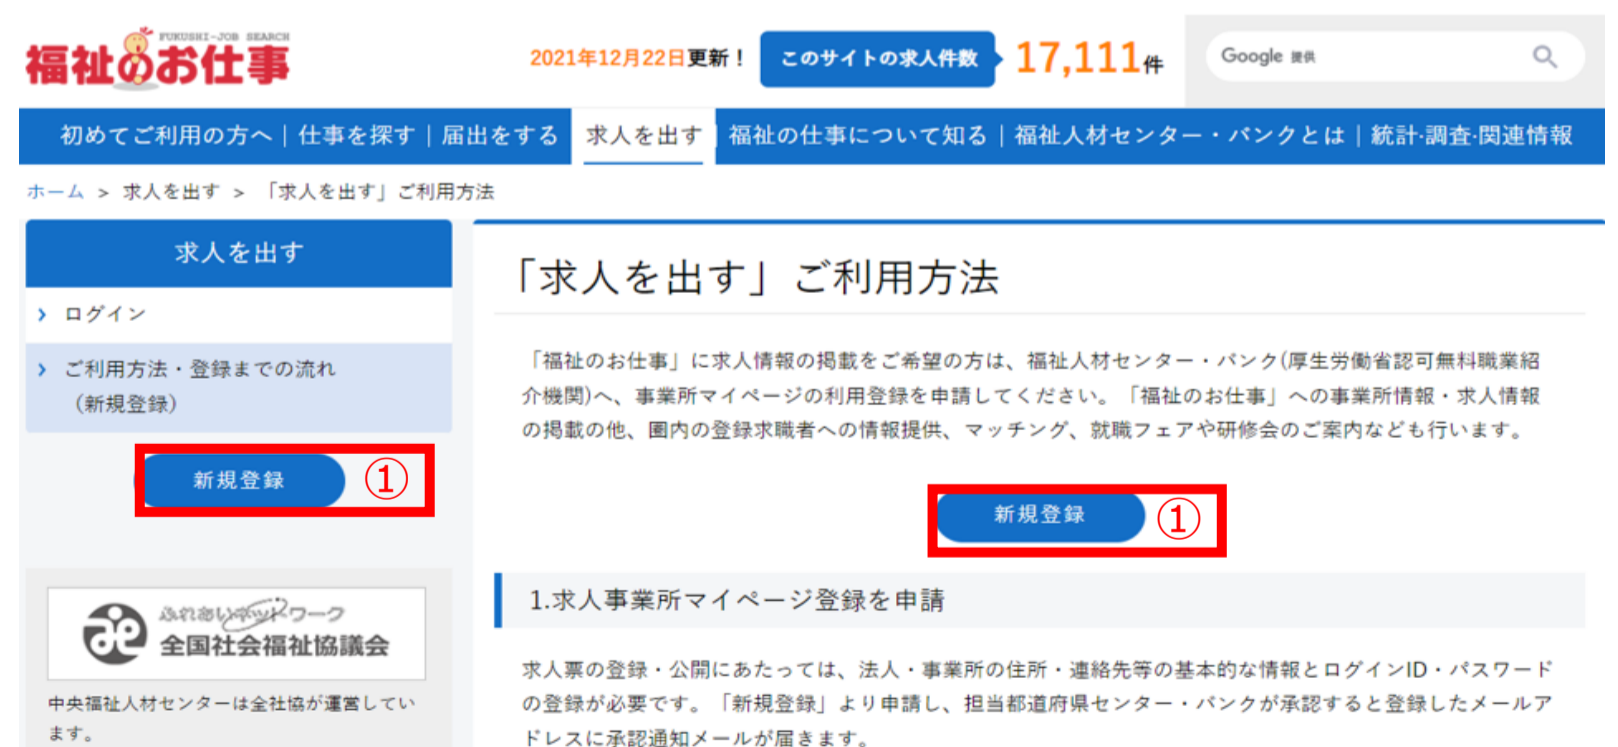 FUKUSHI-JOB SEARCH
福祉のお仕事
2021年12月22日更新！
このサイトの求人件数
17,111件
Google 提供
初めてご利用の方へ | 仕事を探す | 届出をする 求人を出す 福祉の仕事について知る | 福祉人材センター・バンクとは | 統計·調査·関連情報
ホーム ＞ 求人を出す ＞ 「求人を出す」ご利用方法
求人を出す
ログイン
ご利用方法・登録までの流れ
（新規登録）
新規登録 ①
ふれあいネットワーク
全国社会福祉協議会
中央福祉人材センターは全社協が運営してい
ます。
「求人を出す」ご利用方法
「福祉のお仕事」に求人情報の掲載をご希望の方は、福祉人材センター・バンク(厚生労働省認可無料職業紹
介機関)へ、事業所マイページの利用登録を申請してください。「福祉のお仕事」への事業所情報・求人情報
の掲載の他、圏内の登録求職者への情報提供、マッチング、就職フェアや研修会のご案内なども行います。
新規登録 ①
1.求人事業所マイページ登録を申請
求人票の登録・公開にあたっては、法人・事業所の住所・連絡先等の基本的な情報とログインID・パスワード
の登録が必要です。「新規登録」より申請し、担当都道府県センター・バンクが承認すると登録したメールア
ドレスに承認通知メールが届きます。